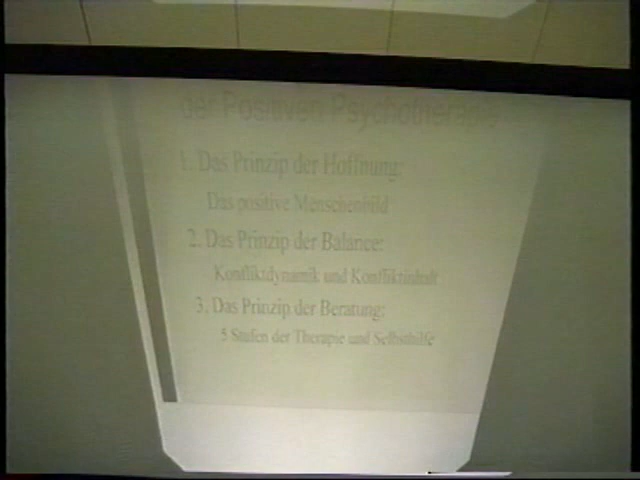 der Positiven Psychotherapie
1. Das Prinzip der Hoffnung:
Das positive Menschenbild
2. Das Prinzip der Balance:
Konfliktdynamik und Konfliktinhalt
3. Das Prinzip der Beratung:
5 Stufen der Therapie und Selbsthilfe